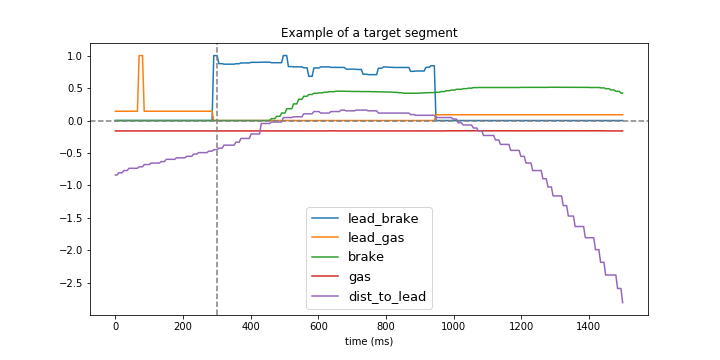 Example of a target segment
1.0
0.5
0.0
−0.5
−1.0
−1.5
−2.0
−2.5
lead_brake
lead_gas
brake
gas
dist_to_lead
0 200 400 600 800 1000 1200 1400
time (ms)